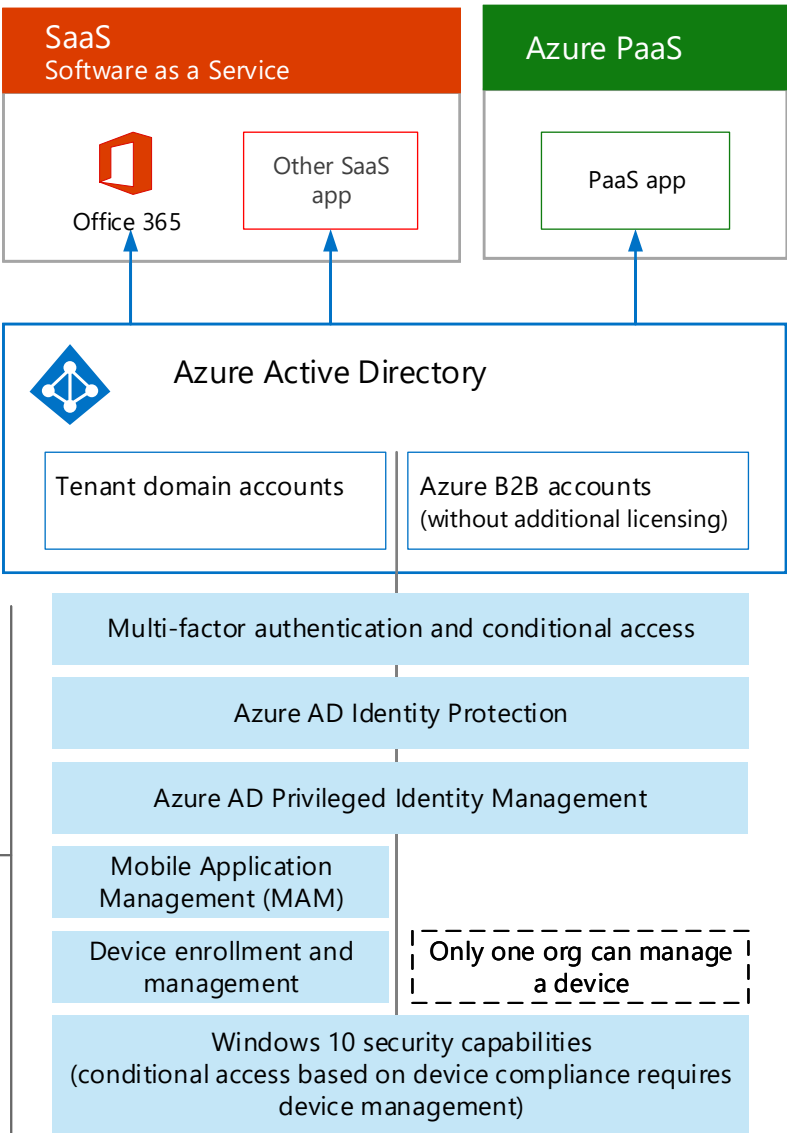 SaaS
Software as a Service
Azure PaaS
Office 365
Other SaaS
app
PaaS app
Azure Active Directory
Tenant domain accounts
Azure B2B accounts
(without additional licensing)
Multi-factor authentication and conditional access
Azure AD Identity Protection
Azure AD Privileged Identity Management
Mobile Application
Management (MAM)
Device enrollment and
management
Only one org can manage
a device
Windows 10 security capabilities
(conditional access based on device compliance requires
device management)